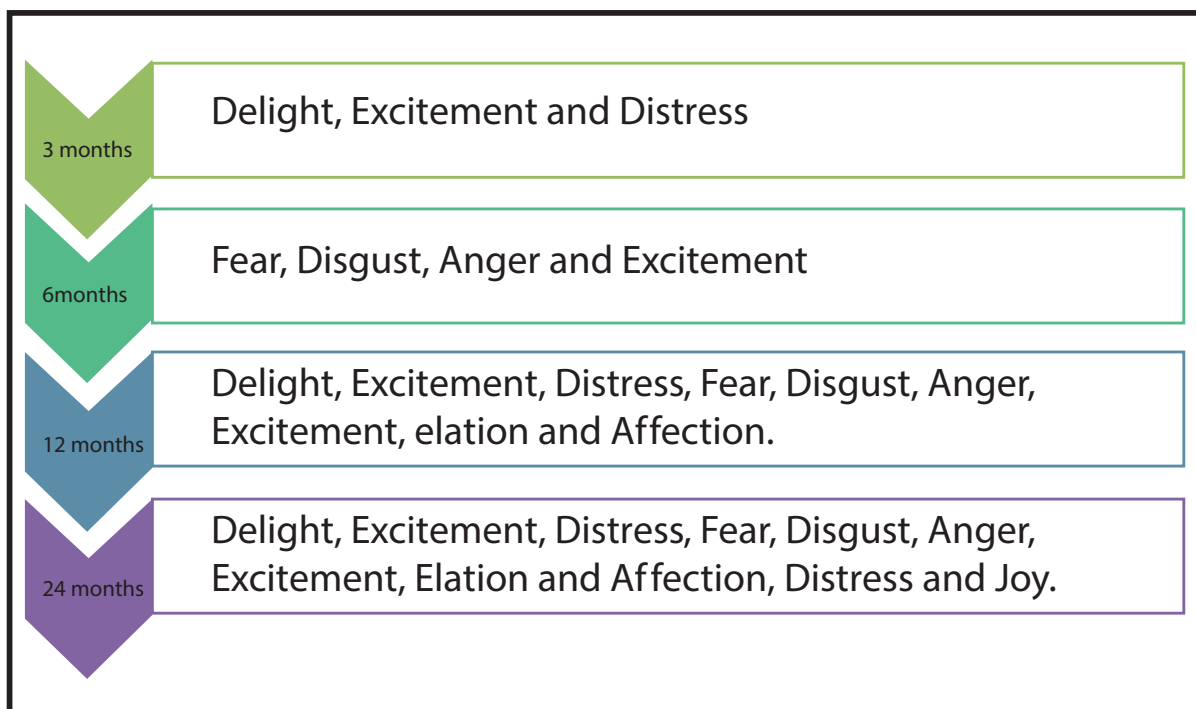 3 months
Delight, Excitement and Distress
6months
Fear, Disgust, Anger and Excitement
12 months
Delight, Excitement, Distress, Fear, Disgust, Anger,
Excitement, elation and Affection.
24 months
Delight, Excitement, Distress, Fear, Disgust, Anger,
Excitement, Elation and Affection, Distress and Joy.